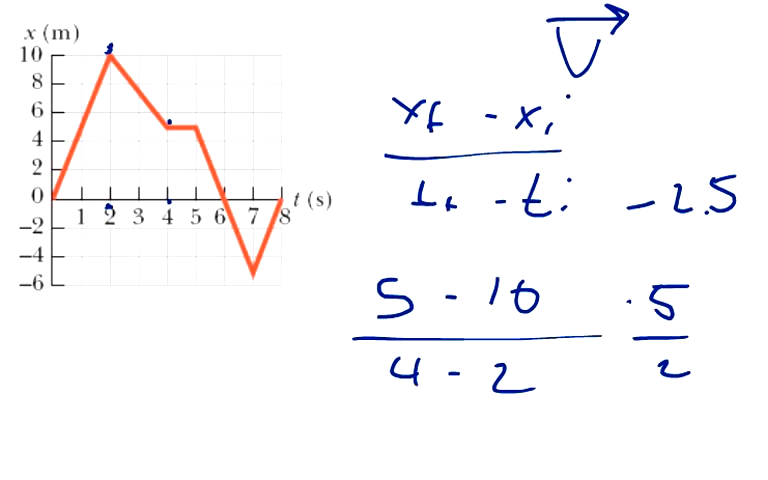 x (m)
10
8
6
4
2
0
−2
−4
−6
1 2 3 4 5 6 7 8 t (s)
V
xf - xi
tf - ti
-2.5
5 - 10
4 - 2
-5
2